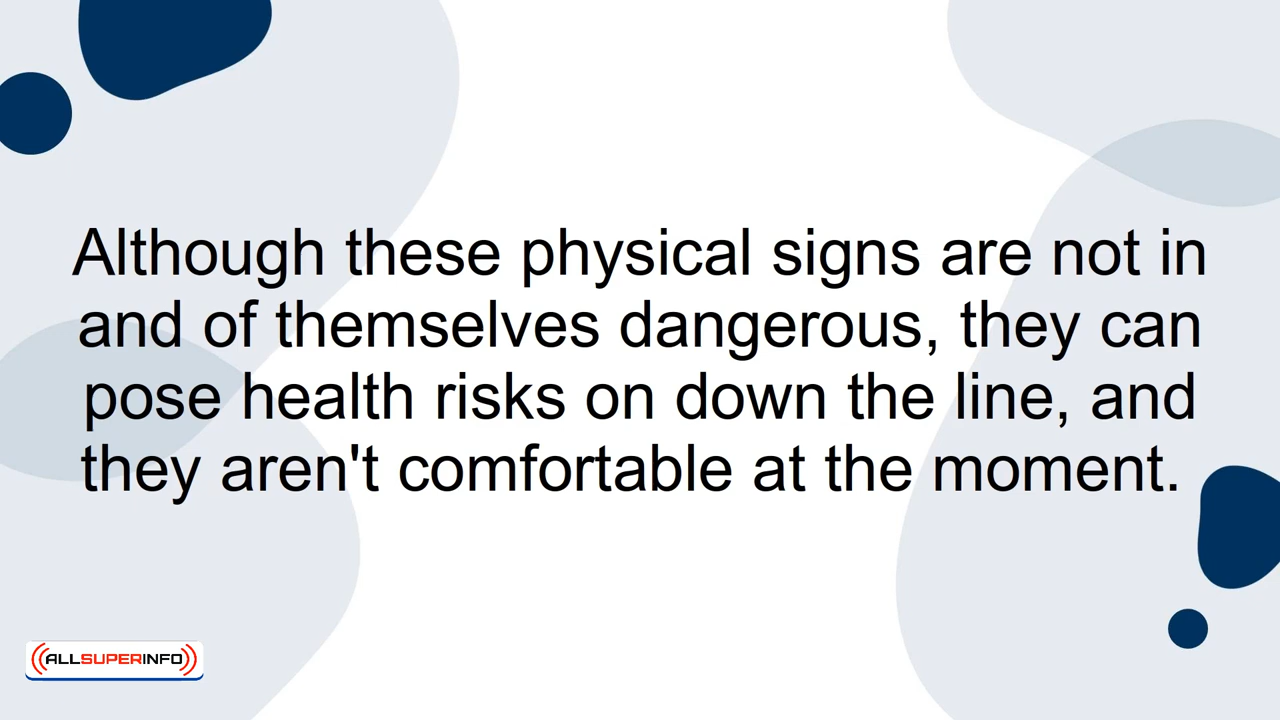 Although these physical signs are not in
and of themselves dangerous, they can
pose health risks on down the line, and
they aren't comfortable at the moment.
ALLSUPERINFO